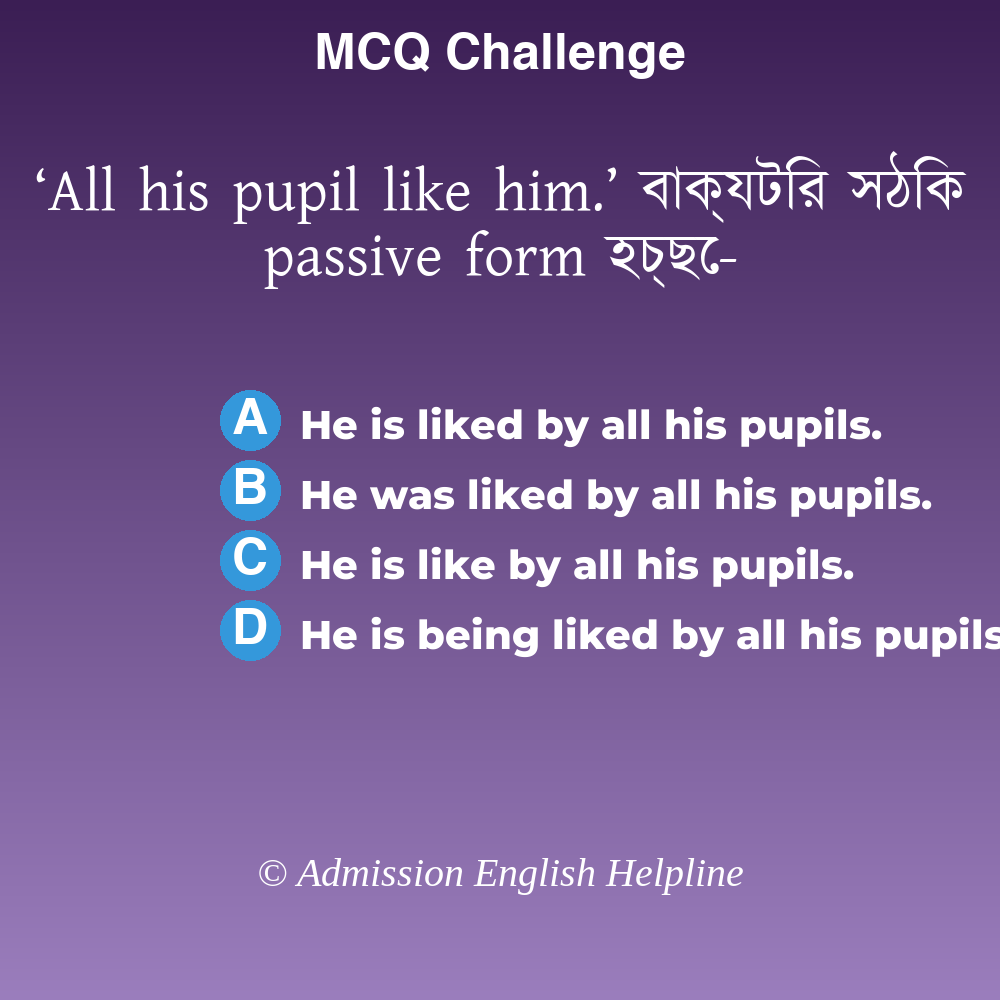 MCQ Challenge
‘All his pupil like him.’ বাক্যটির সঠিক
passive form হচ্ছে-
A He is liked by all his pupils.
B He was liked by all his pupils.
C He is like by all his pupils.
D He is being liked by all his pupils
© Admission English Helpline